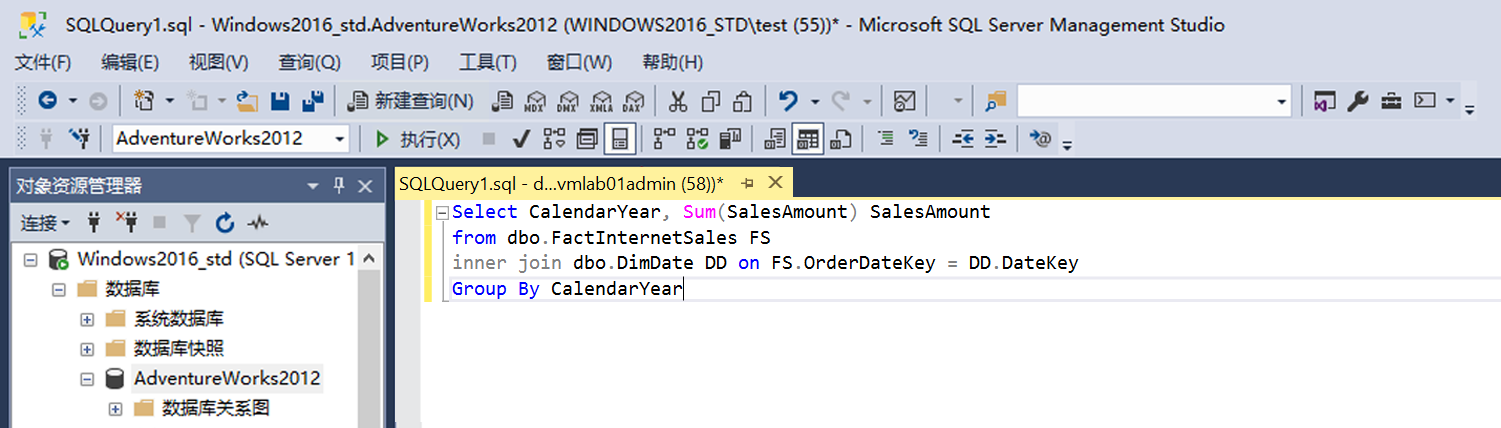 SQLQuery1.sql - Windows2016_std.AdventureWorks2012 (WINDOWS2016_STD\test (55))* - Microsoft SQL Server Management Studio
文件(F) 编辑(E) 视图(V) 查询(Q) 项目(P) 工具(T) 窗口(W) 帮助(H)
新建查询(N) MDX DMX XMLA DAX
AdventureWorks2012 执行(X)
对象资源管理器
连接
Windows2016_std (SQL Server 1
数据库
系统数据库
数据库快照
AdventureWorks2012
数据库关系图
SQLQuery1.sql - d...vmlab01admin (58))*
Select CalendarYear, Sum(SalesAmount) SalesAmount
from dbo.FactInternetSales FS
inner join dbo.DimDate DD on FS.OrderDateKey = DD.DateKey
Group By CalendarYear